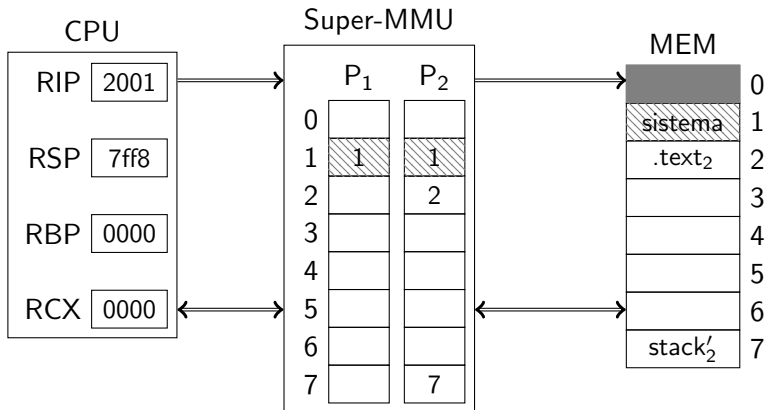 CPU
Super-MMU
MEM
RIP 2001
RSP 7ff8
RBP 0000
RCX 0000
P₁ P₂
0
1 1 1
2 2
3
4
5
6
7 7
0
sistema 1
.text₂ 2
3
4
5
6
stack′₂ 7